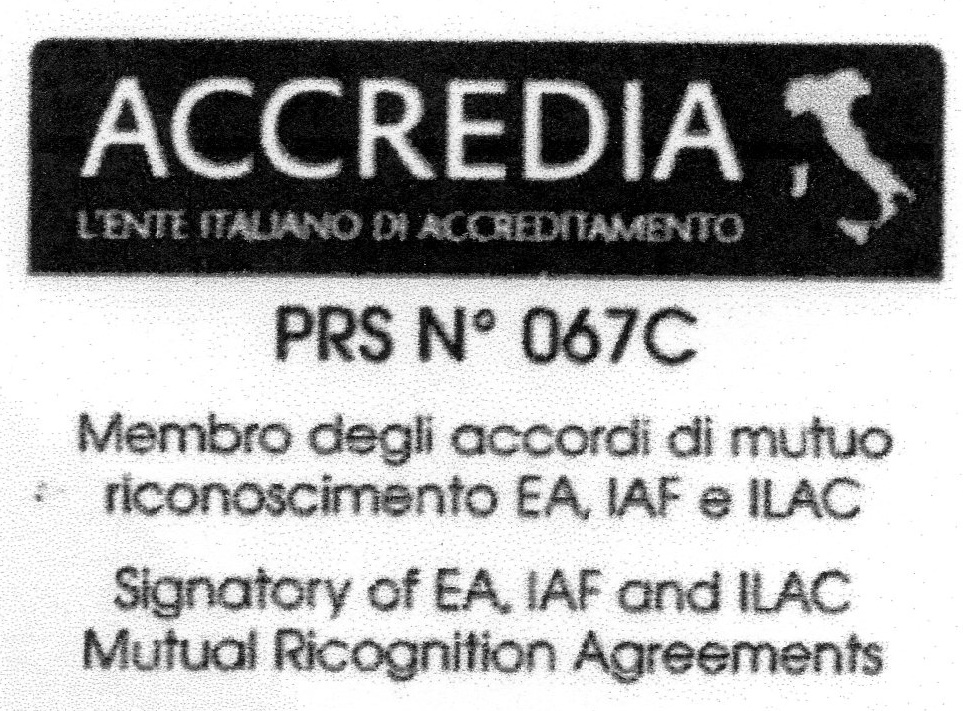 ACCREDIA
L'ENTE ITALIANO DI ACCREDITAMENTO
PRS N° 067C
Membro degli accordi di mutuo
riconoscimento EA, IAF e ILAC
Signatory of EA, IAF and ILAC
Mutual Ricognition Agreements